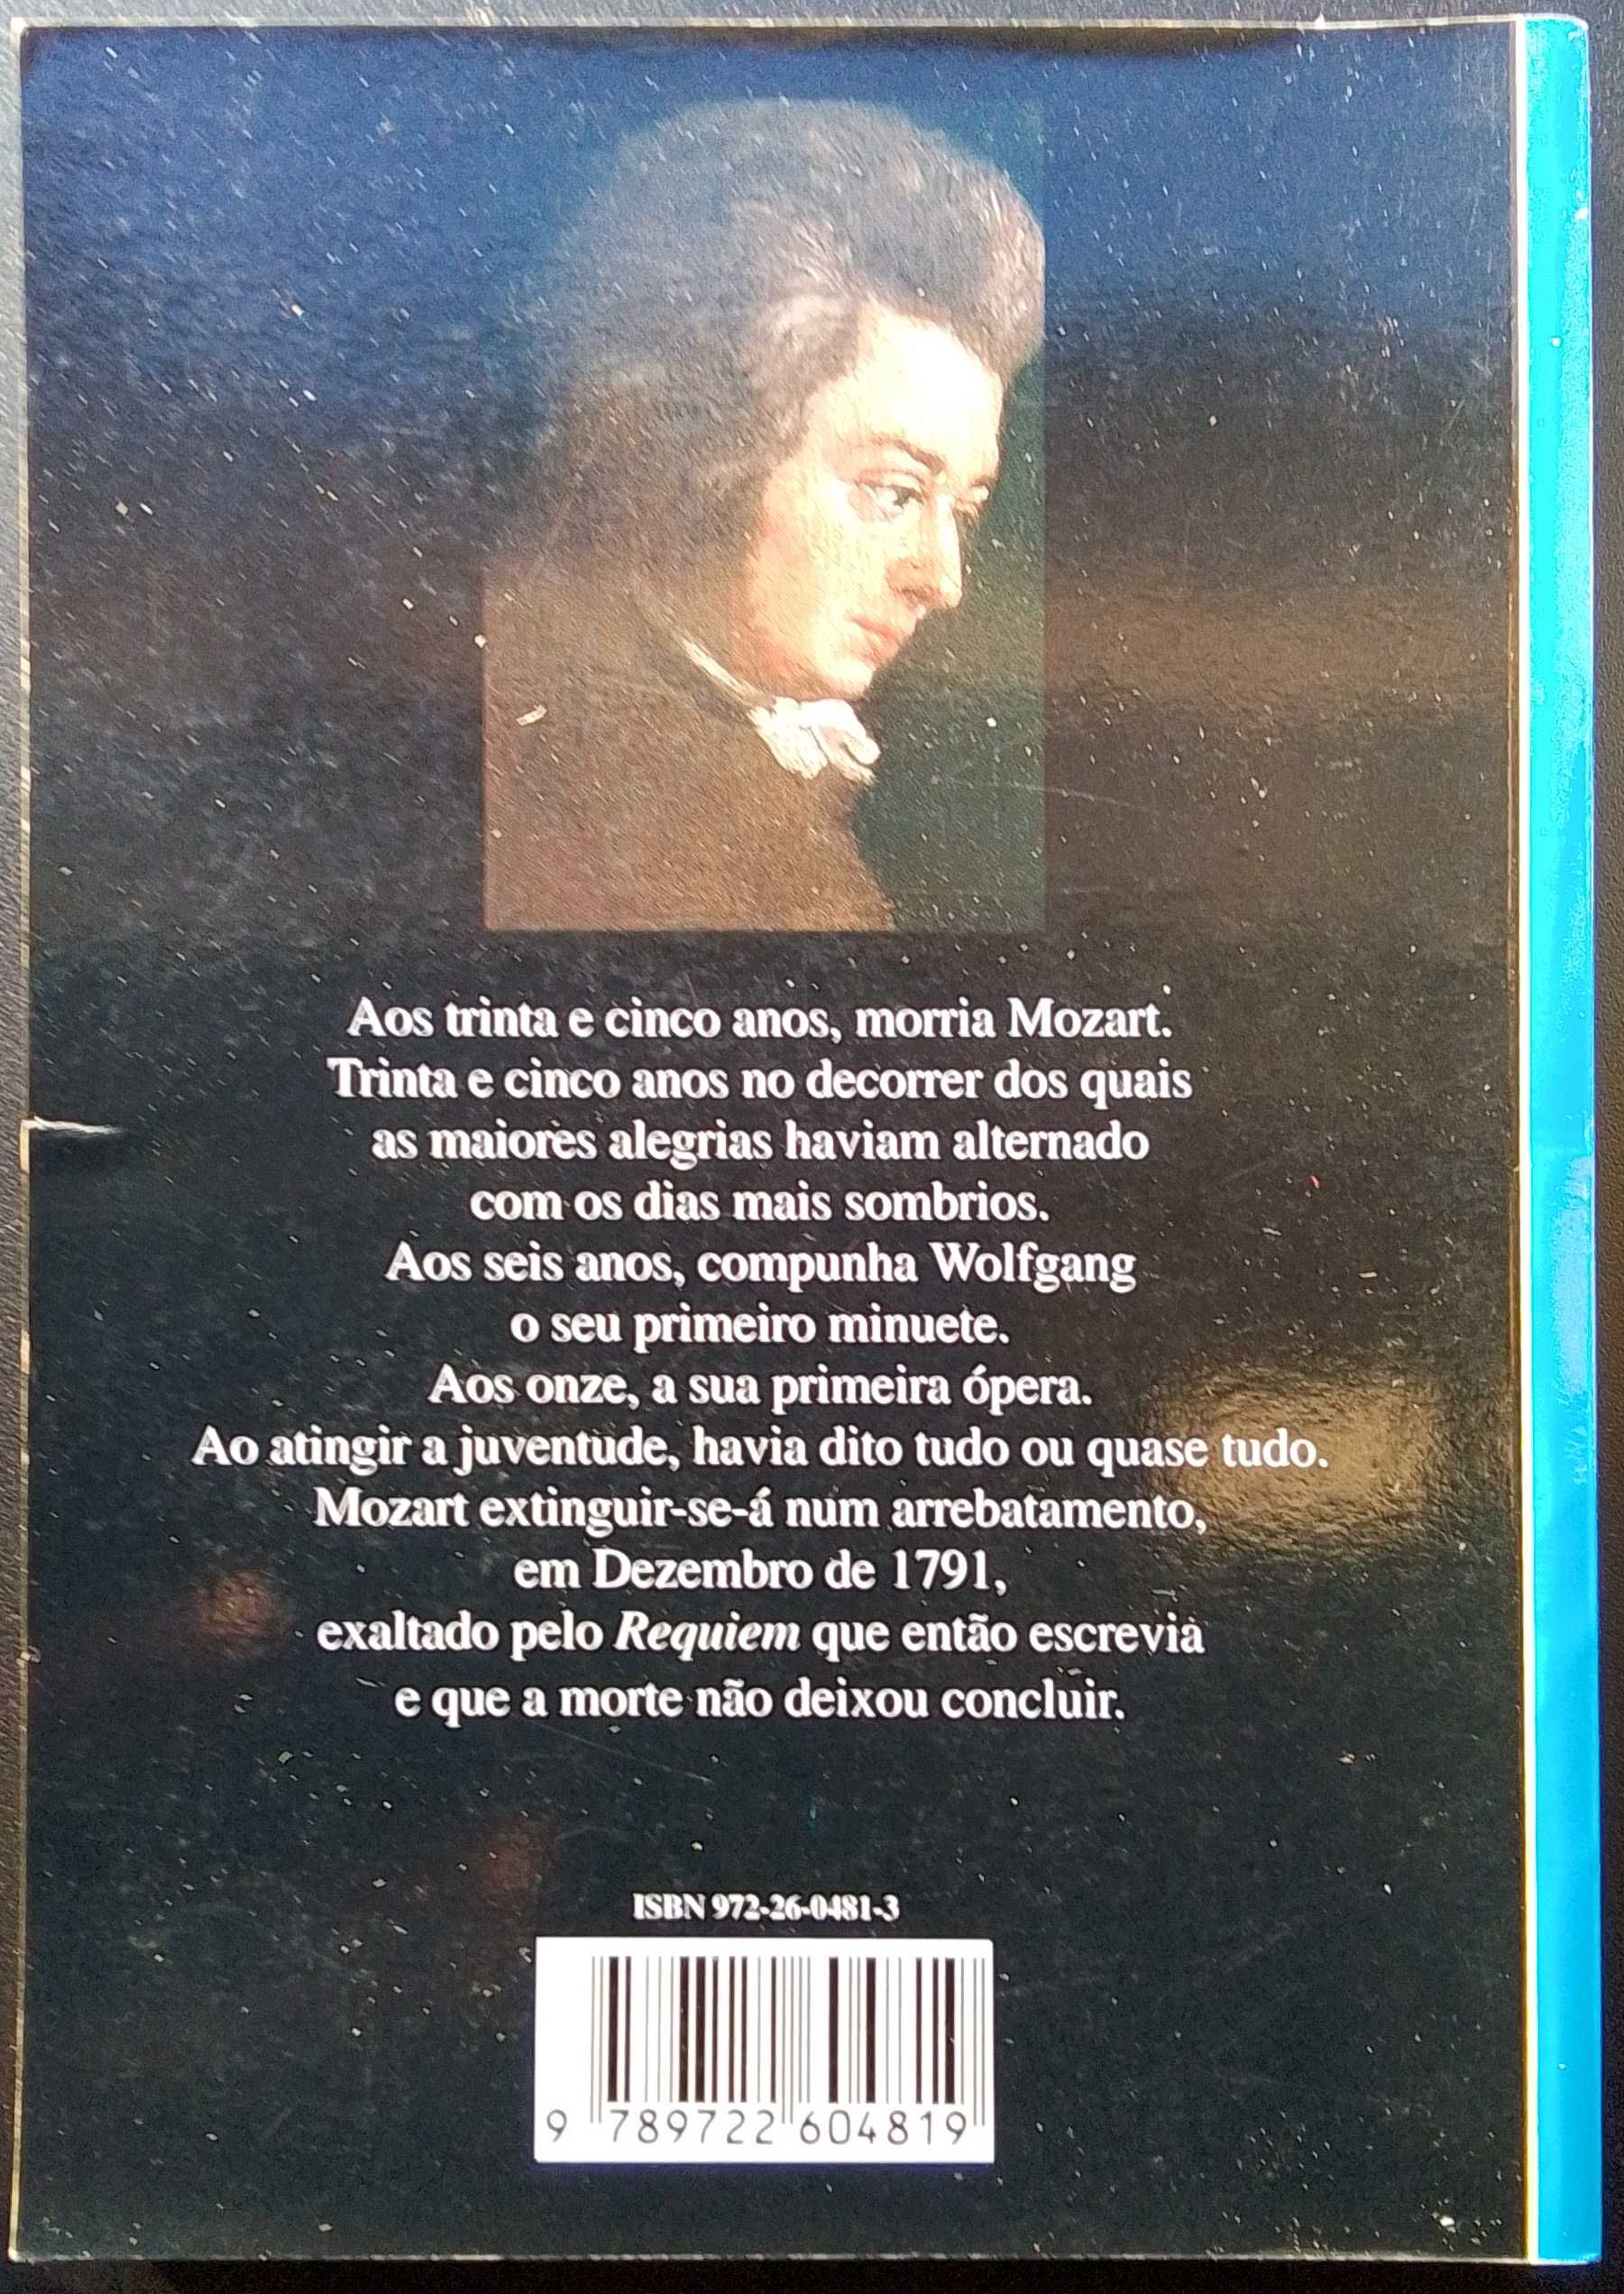 Aos trinta e cinco anos, morria Mozart.
Trinta e cinco anos no decorrer dos quais
as maiores alegrias haviam alternado
com os dias mais sombrios.
Aos seis anos, compunha Wolfgang
o seu primeiro minuete.
Aos onze, a sua primeira ópera.
Ao atingir a juventude, havia dito tudo ou quase tudo.
Mozart extinguir-se-á num arrebatamento,
em Dezembro de 1791,
exaltado pelo Requiem que então escrevia
e que a morte não deixou concluir.
ISBN 972-26-0481-3
9 789722 604819